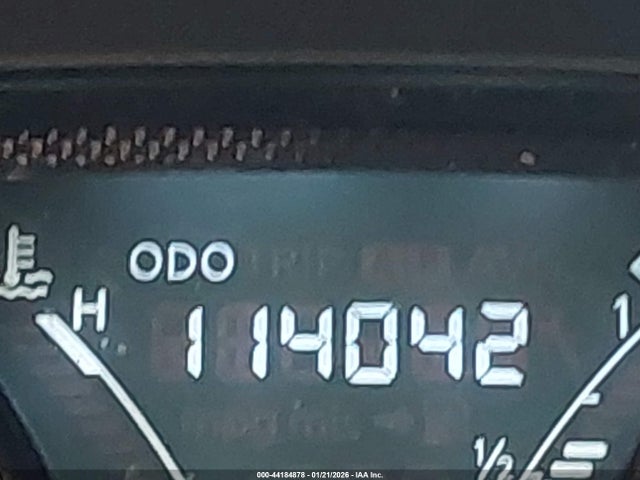 ODO
H
114042
1
1/2
000-44184878 - 01/21/2026 - IAA Inc.